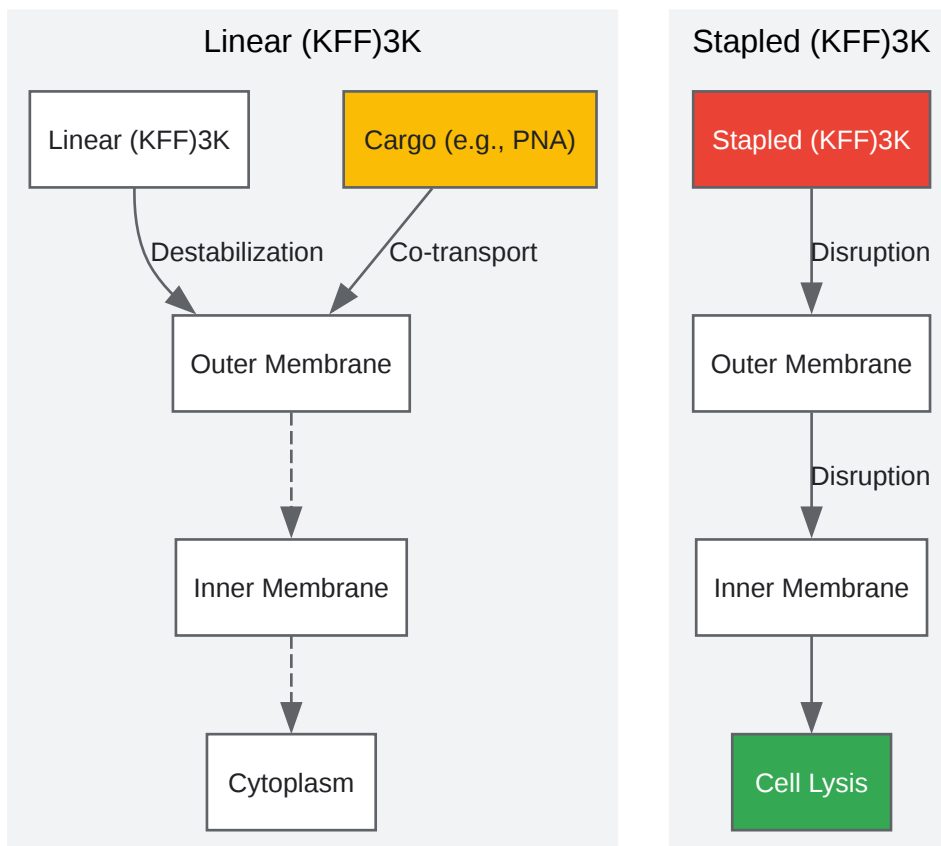 Linear (KFF)3K
Linear (KFF)3K
Cargo (e.g., PNA)
Destabilization
Co-transport
Outer Membrane
Inner Membrane
Cytoplasm
Stapled (KFF)3K
Stapled (KFF)3K
Disruption
Outer Membrane
Disruption
Inner Membrane
Cell Lysis